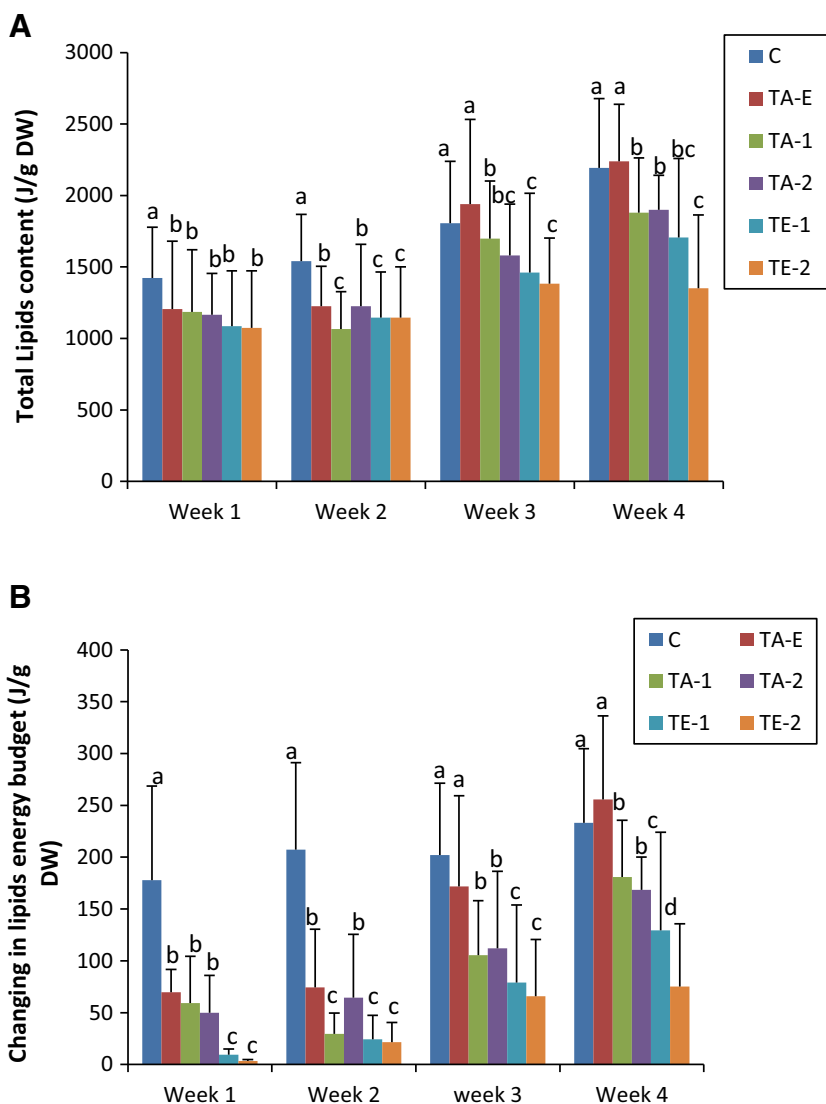 A
Total Lipids content (J/g DW)
3000
2500
2000
1500
1000
500
0
a b b b b b
a b c b c c
a a b bc c c
a a b b bc c
Week 1 Week 2 Week 3 Week 4
C
TA-E
TA-1
TA-2
TE-1
TE-2
B
Changing in lipids energy budget (J/g
DW)
400
350
300
250
200
150
100
50
0
a b b b c c
a b c b c c
a a b b c c
a a b b c d
Week 1 Week 2 week 3 Week 4
C TA-E
TA-1 TA-2
TE-1 TE-2